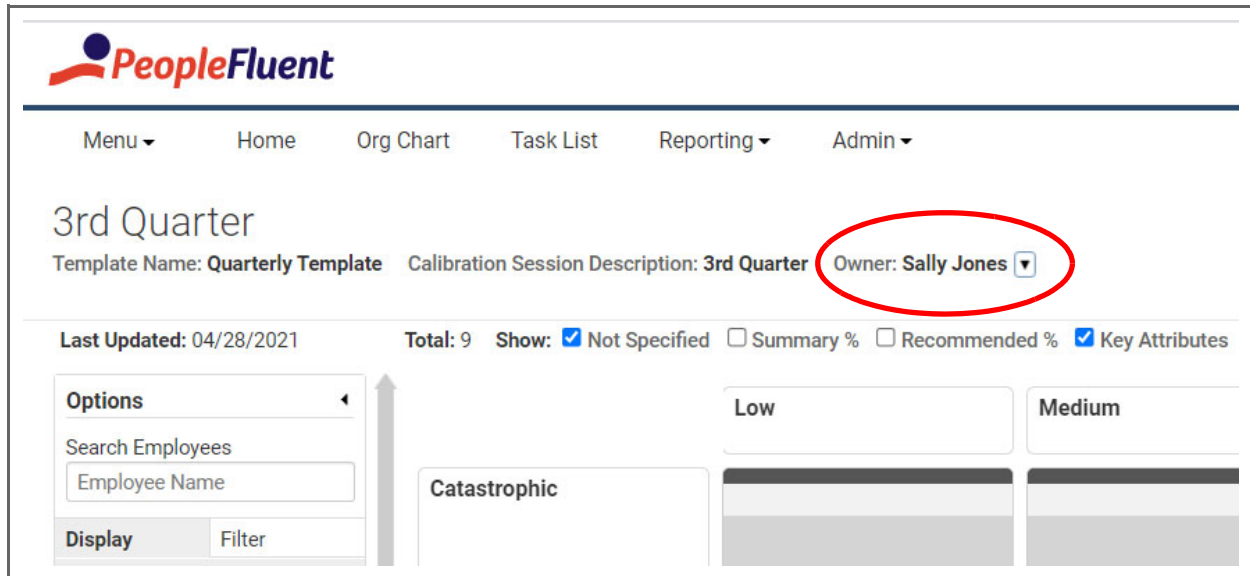 PeopleFluent
Menu Home Org Chart Task List Reporting Admin
3rd Quarter
Template Name: Quarterly Template Calibration Session Description: 3rd Quarter Owner: Sally Jones
Last Updated: 04/28/2021 Total: 9 Show: Not Specified Summary % Recommended % Key Attributes
Options
Low Medium
Search Employees
Employee Name
Catastrophic
Display Filter